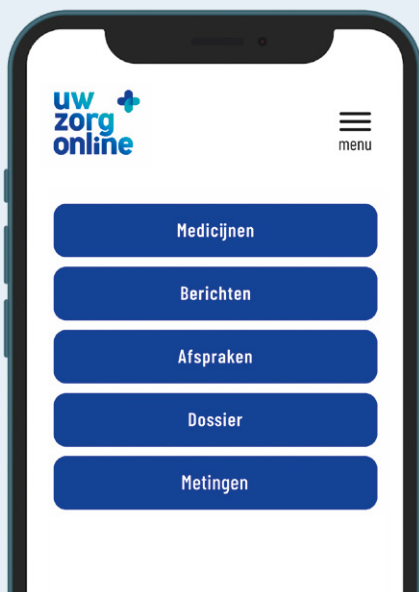 uw
zorg
online
menu
Medicijnen
Berichten
Afspraken
Dossier
Metingen